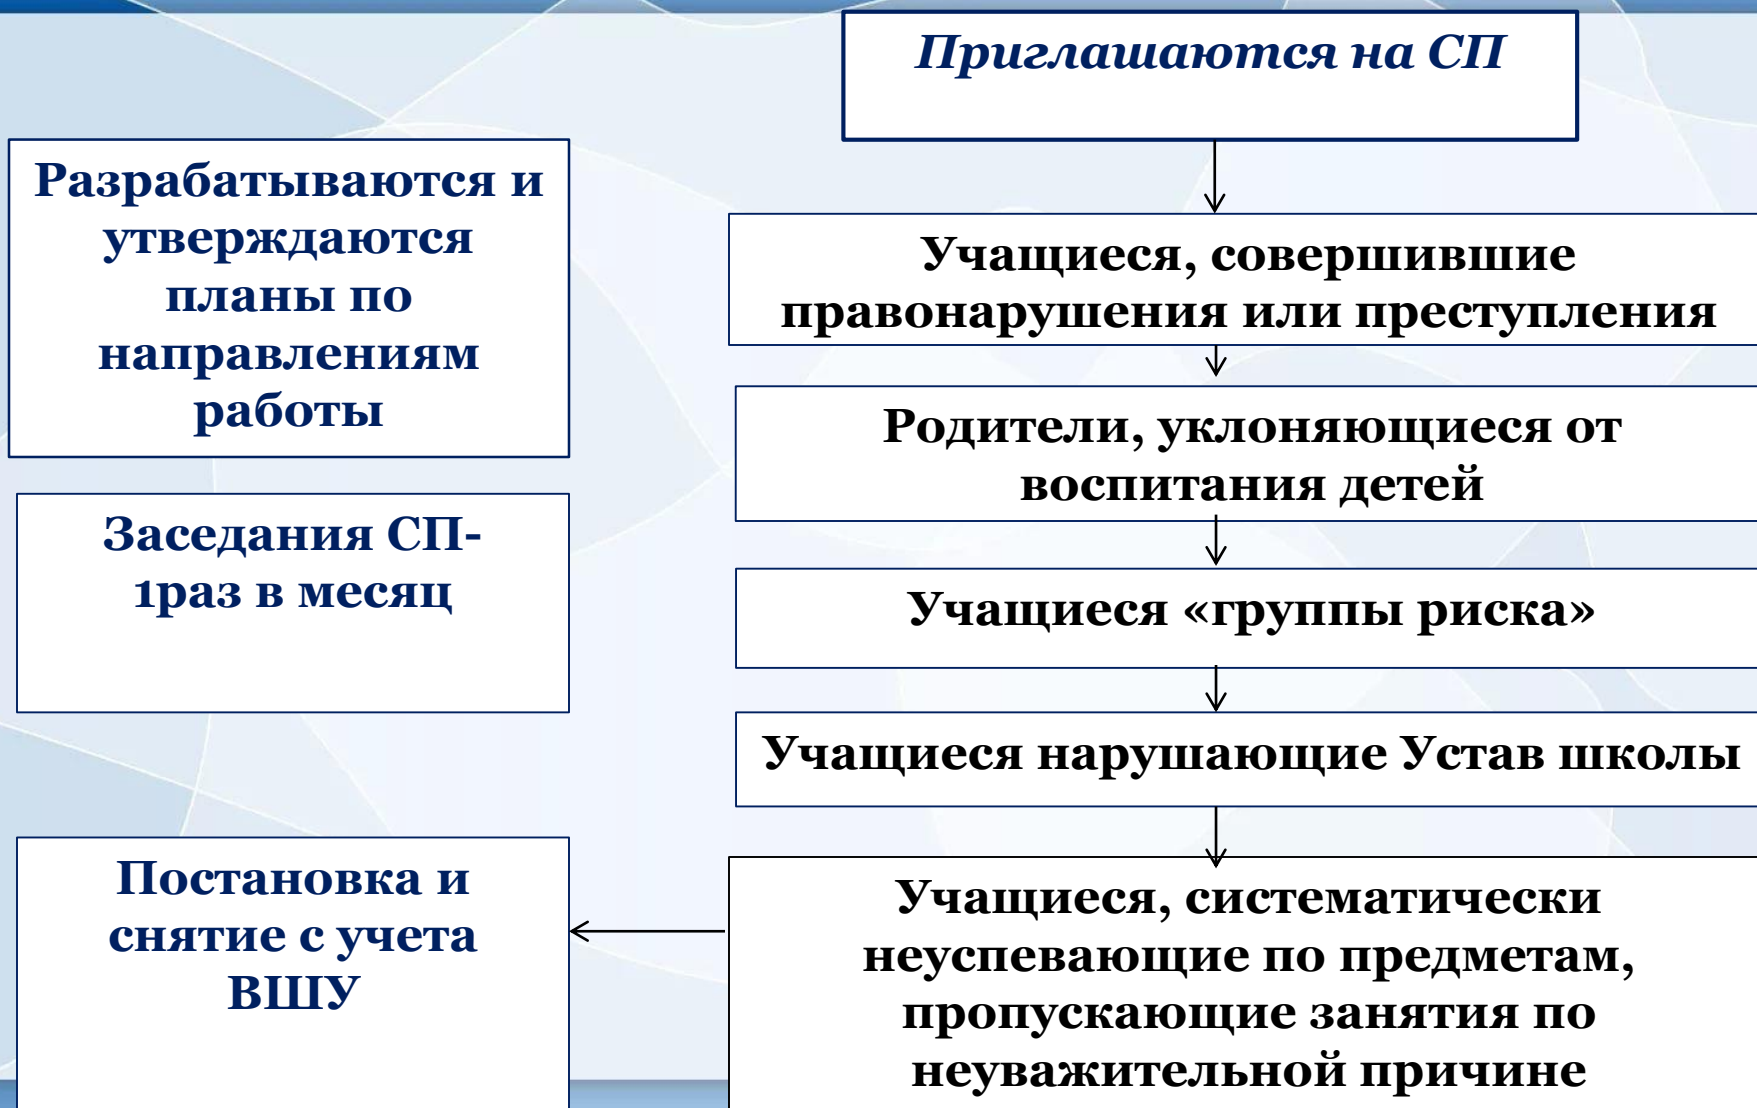 Приглашаются на СП
Разрабатываются и
утверждаются
планы по
направлениям
работы
Заседания СП-
1раз в месяц
Постановка и
снятие с учета
ВШУ
Учащиеся, совершившие
правонарушения или преступления
Родители, уклоняющиеся от
воспитания детей
Учащиеся «группы риска»
Учащиеся нарушающие Устав школы
Учащиеся, систематически
неуспевающие по предметам,
пропускающие занятия по
неуважительной причине